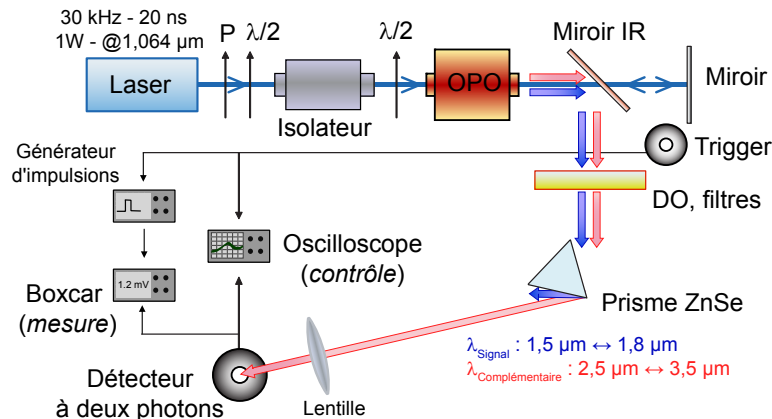 30 kHz - 20 ns
1W - @1,064 µm
P
λ/2
λ/2
Miroir IR
Laser
OPO
Miroir
Isolateur
Trigger
Générateur
d'impulsions
DO, filtres
Oscilloscope
(contrôle)
1.2 mV
Boxcar
(mesure)
Prisme ZnSe
λSignal : 1,5 µm ↔ 1,8 µm
λComplémentaire : 2,5 µm ↔ 3,5 µm
Détecteur
à deux photons
Lentille